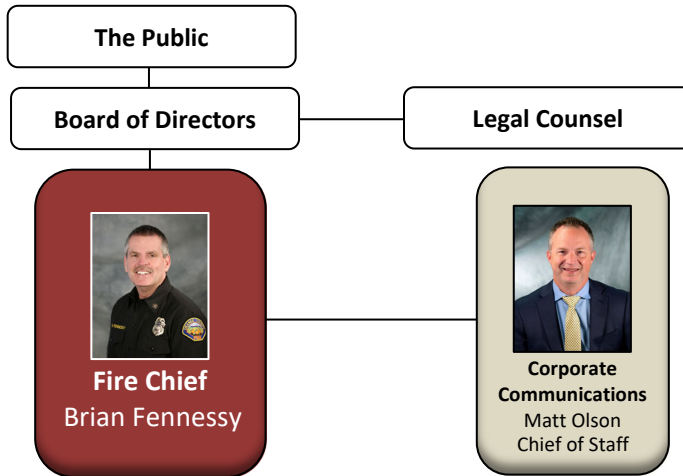 The Public
Board of Directors
Legal Counsel
Fire Chief
Brian Fennessy
Corporate
Communications
Matt Olson
Chief of Staff